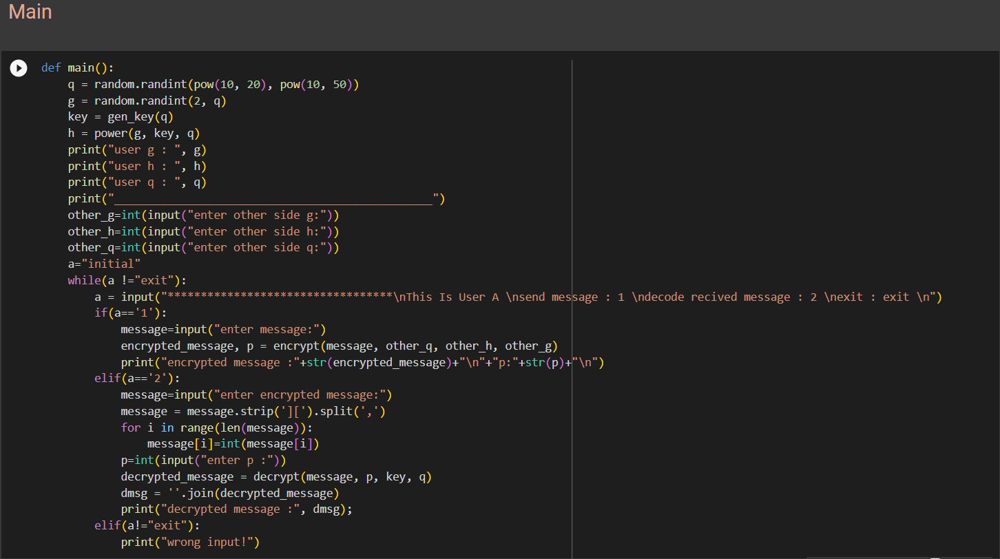 Main
def main():
    q = random.randint(pow(10, 20), pow(10, 50))
    g = random.randint(2, q)
    key = gen_key(q)
    h = power(g, key, q)
    print("user g : ", g)
    print("user h : ", h)
    print("user q : ", q)
    print("________________________________________________")
    other_g=int(input("enter other side g:"))
    other_h=int(input("enter other side h:"))
    other_q=int(input("enter other side q:"))
    a="initial"
    while(a !="exit"):
        a = input("**********************************\nThis Is User A \nsend message : 1 \ndecode recived message : 2 \nexit : exit \n")
        if(a=='1'):
            message=input("enter message:")
            encrypted_message, p = encrypt(message, other_q, other_h, other_g)
            print("encrypted message :"+str(encrypted_message)+"\n"+"p:"+str(p)+"\n")
        elif(a=='2'):
            message=input("enter encrypted message:")
            message = message.strip('][').split(',')
            for i in range(len(message)):
                message[i]=int(message[i])
            p=int(input("enter p :"))
            decrypted_message = decrypt(message, p, key, q)
            dmsg = ''.join(decrypted_message)
            print("decrypted message :", dmsg);
        elif(a!="exit"):
            print("wrong input!")